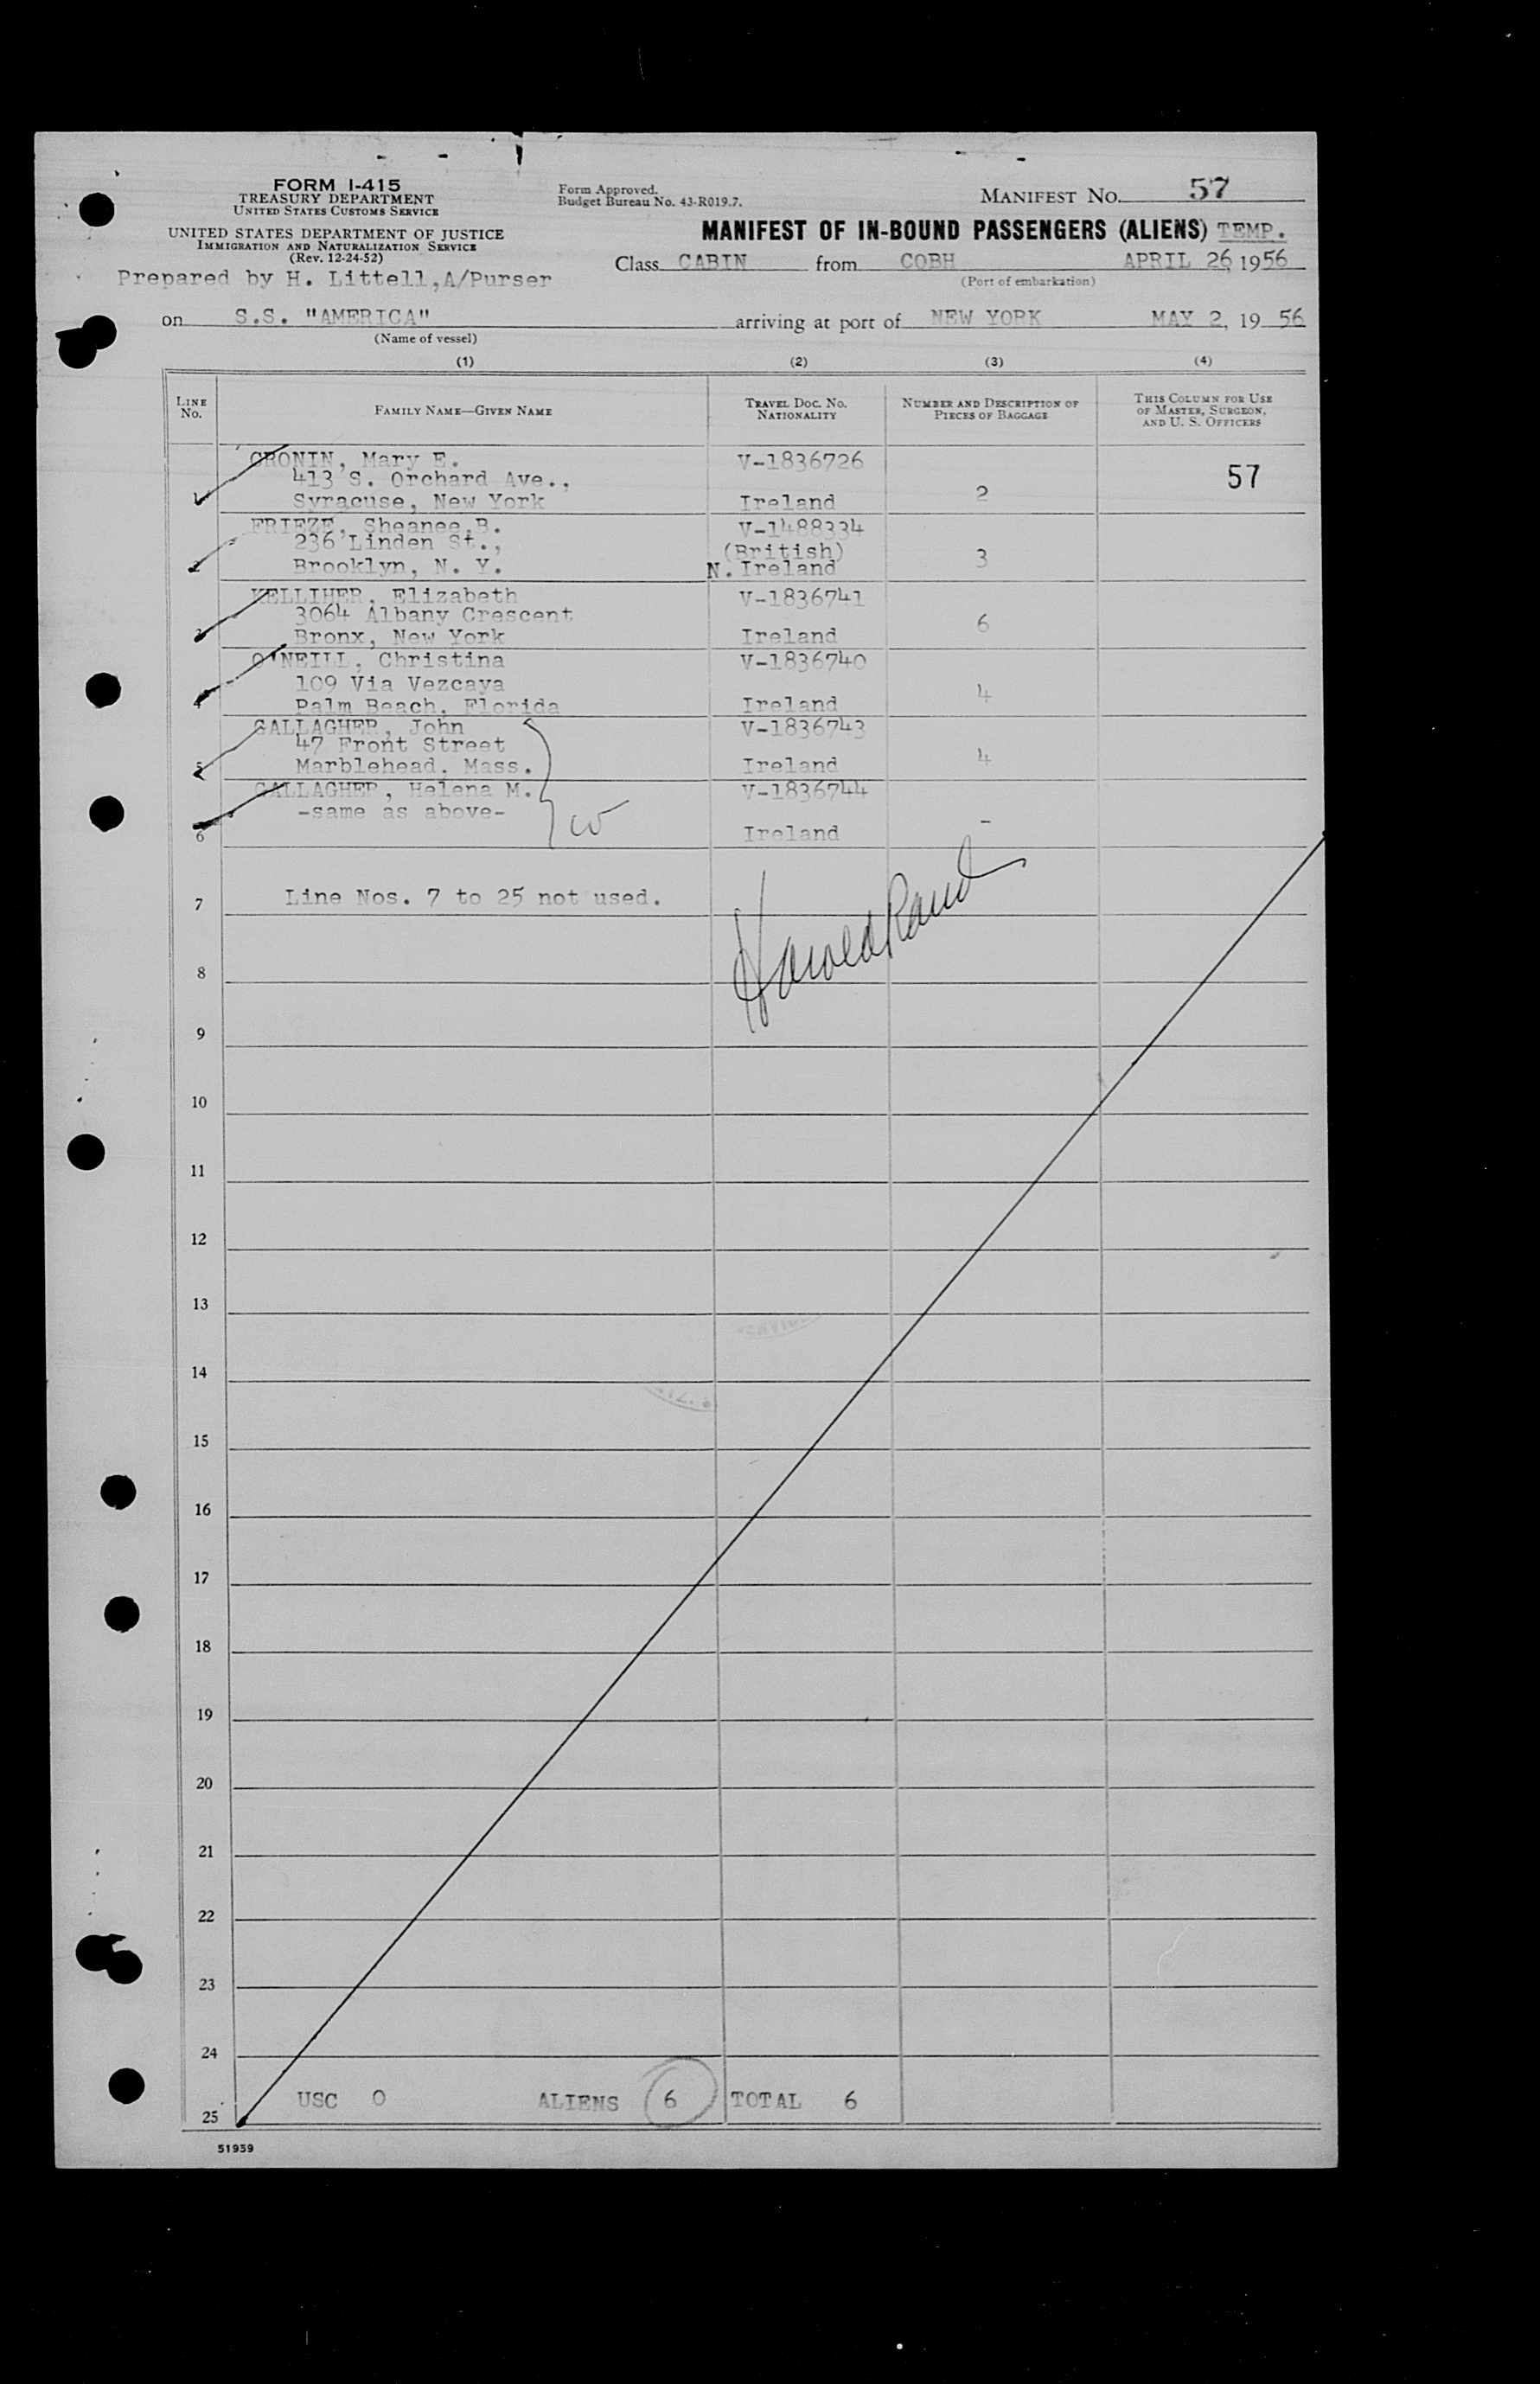 FORM I-415
TREASURY DEPARTMENT
UNITED STATES CUSTOMS SERVICE
UNITED STATES DEPARTMENT OF JUSTICE
IMMIGRATION AND NATURALIZATION SERVICE
(Rev. 12-24-52)
Prepared by H. Littell,A/Purser
Form Approved.
Budget Bureau No. 43-R019.7.
MANIFEST NO. 57
MANIFEST OF IN-BOUND PASSENGERS (ALIENS) TEMP.
Class CABIN from COBH APRIL 26, 1956
(Port of embarkation)
on S.S. "AMERICA" arriving at port of NEW YORK MAY 2, 19 56
(Name of vessel)
(1) (2) (3) (4)
LINE NO. FAMILY NAME—GIVEN NAME TRAVEL DOC. NO. NATIONALITY NUMBER AND DESCRIPTION OF PIECES OF BAGGAGE THIS COLUMN FOR USE OF MASTER, SURGEON, AND U. S. OFFICERS
CRONIN, Mary E. V-1836726
413 S. Orchard Ave., 57
1 Syracuse, New York Ireland 2
FRIEZE, Sheanee.B. V-1488334
236 Linden St., (British) 3
2 Brooklyn, N. Y. N. Ireland
KELLIHER, Elizabeth V-1836741
3064 Albany Crescent 6
3 Bronx, New York Ireland
O'NEILL, Christina V-1836740
109 Via Vezcaya 4
4 Palm Beach, Florida Ireland
GALLAGHER, John V-1836743
47 Front Street
5 Marblehead, Mass. Ireland 4
GALLAGHER, Helena M. V-1836744
-same as above- -
6 Ireland
7 Line Nos. 7 to 25 not used.
Harold Rand
8
9
10
11
12
13
14
15
16
17
18
19
20
21
22
23
24
25 USC 0 ALIENS 6 TOTAL 6
51959